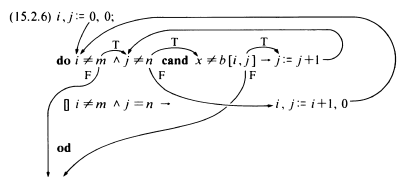 (15.2.6) i, j := 0, 0;
T T T
do i ≠ m ∧ j ≠ n cand x ≠ b[i, j] → j := j+1
F F F
▯ i ≠ m ∧ j = n → i, j := i+1, 0
od